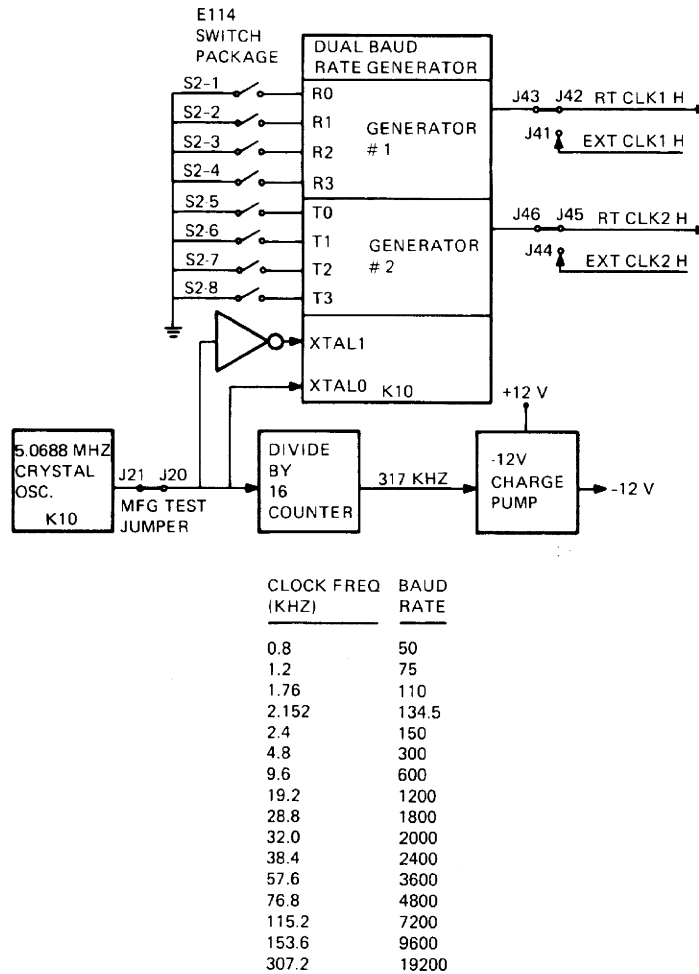 E114
SWITCH
PACKAGE
DUAL BAUD
RATE GENERATOR
S2-1
R0
S2-2
R1
S2-3
R2
S2-4
R3
GENERATOR
#1
J43 J42 RT CLK1 H
J41 EXT CLK1 H
S2-5
T0
S2-6
T1
S2-7
T2
S2-8
T3
GENERATOR
#2
J46 J45 RT CLK2 H
J44 EXT CLK2 H
XTAL1
XTAL0
K10
+12 V
5.0688 MHZ
CRYSTAL
OSC.
K10
J21 J20
MFG TEST
JUMPER
DIVIDE
BY
16
COUNTER
317 KHZ
-12V
CHARGE
PUMP
-12 V
CLOCK FREQ BAUD
(KHZ) RATE
0.8 50
1.2 75
1.76 110
2.152 134.5
2.4 150
4.8 300
9.6 600
19.2 1200
28.8 1800
32.0 2000
38.4 2400
57.6 3600
76.8 4800
115.2 7200
153.6 9600
307.2 19200